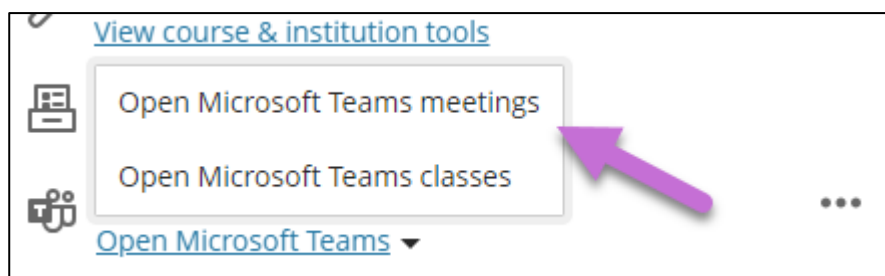 View course & institution tools
Open Microsoft Teams meetings
Open Microsoft Teams classes
Open Microsoft Teams